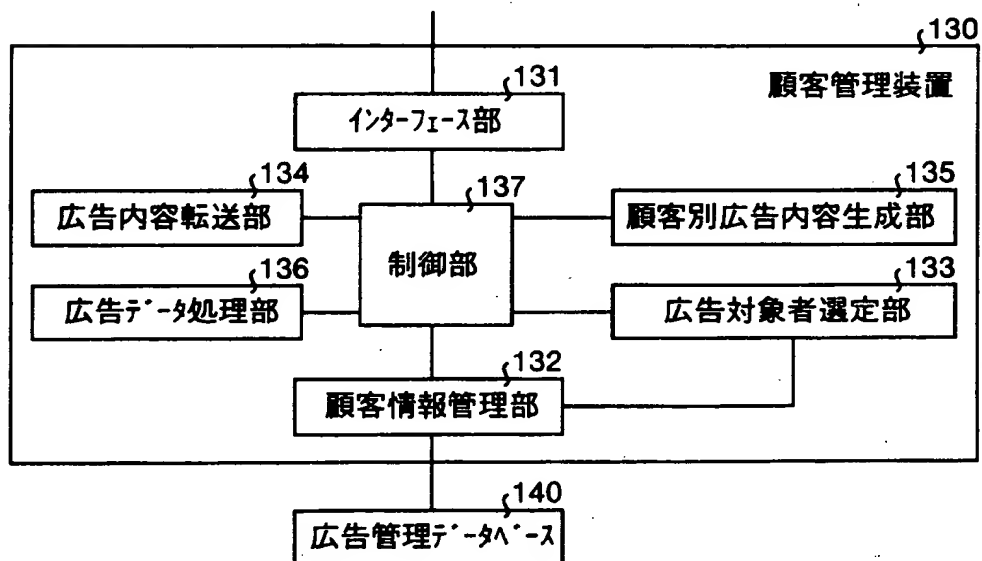 130
顧客管理装置
131
インターフェース部
134
広告内容転送部
137
制御部
135
顧客別広告内容生成部
136
広告データ処理部
133
広告対象者選定部
132
顧客情報管理部
140
広告管理データベース